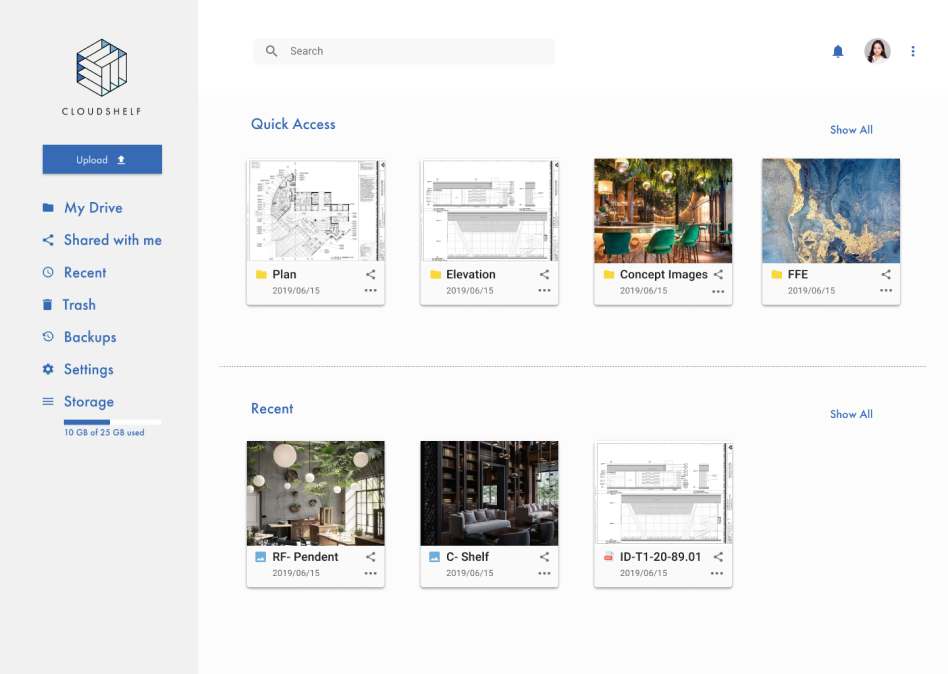 CLOUDSHELF
Upload
My Drive
Shared with me
Recent
Trash
Backups
Settings
Storage
10 GB of 25 GB used
Search
Quick Access
Show All
Plan
2019/06/15
Elevation
2019/06/15
Concept Images
2019/06/15
FFE
2019/06/15
Recent
Show All
RF- Pendent
2019/06/15
C- Shelf
2019/06/15
ID-T1-20-89.01
2019/06/15